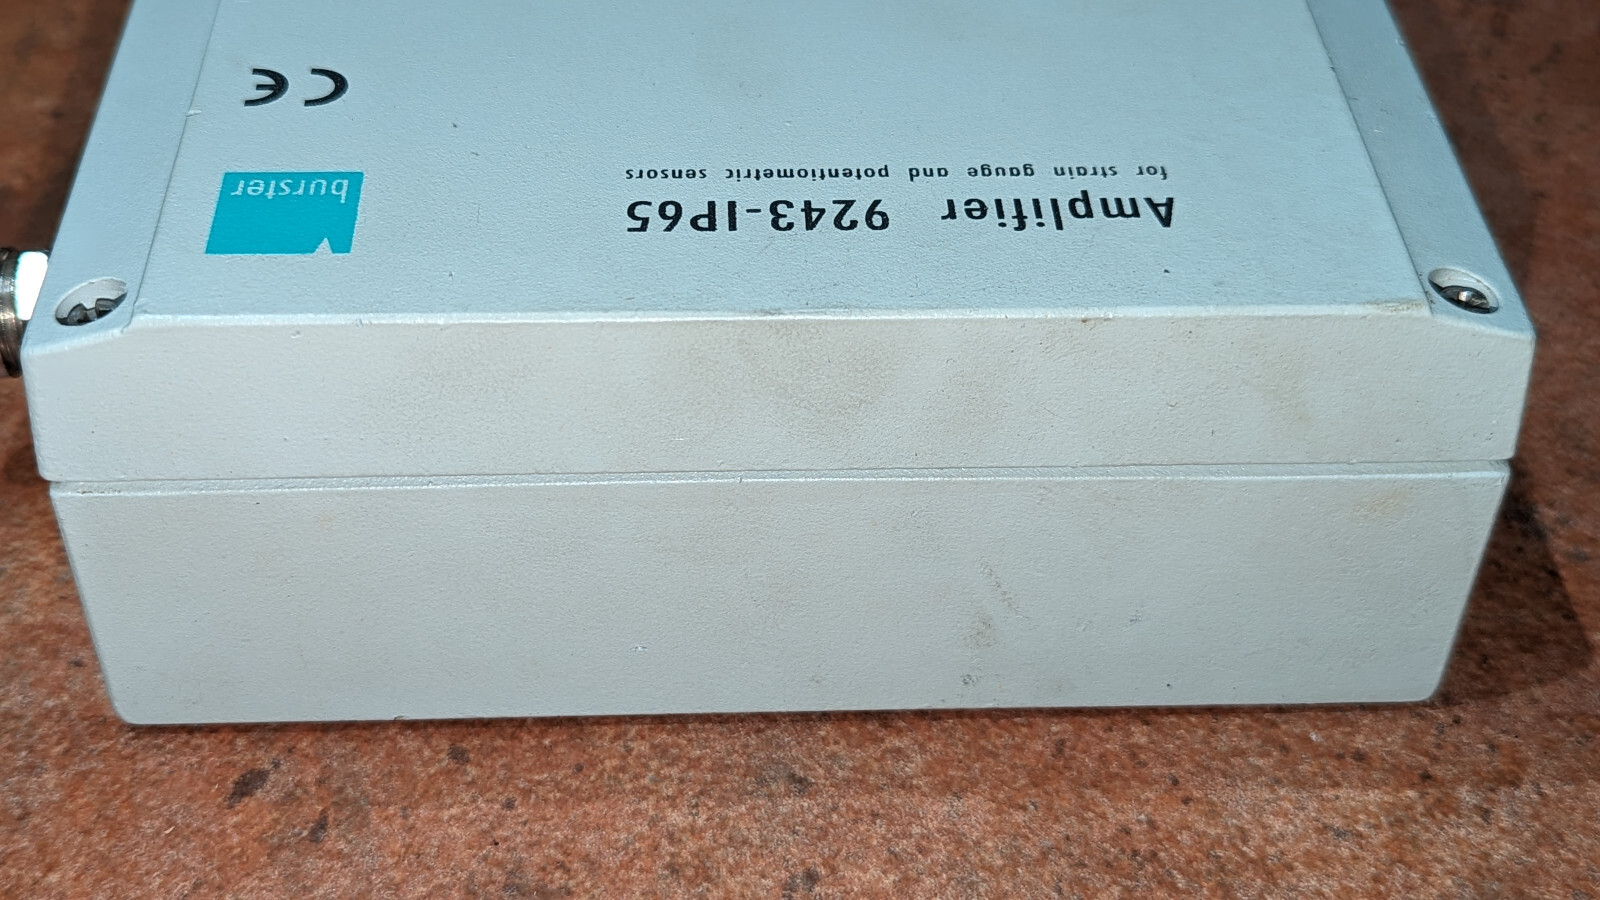 Amplifier 9243-IP65
for strain gauge and potentiometric sensors
burster
CE